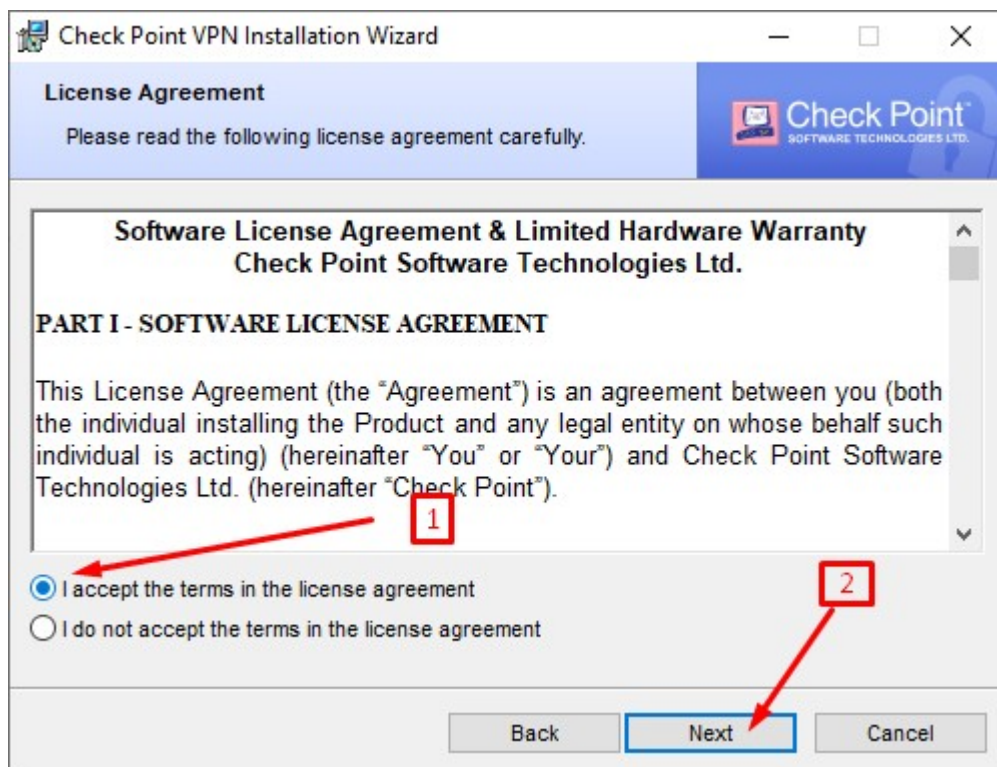 Check Point VPN Installation Wizard
License Agreement
Please read the following license agreement carefully.
Check Point™
SOFTWARE TECHNOLOGIES LTD.
Software License Agreement & Limited Hardware Warranty
Check Point Software Technologies Ltd.
PART I - SOFTWARE LICENSE AGREEMENT
This License Agreement (the “Agreement”) is an agreement between you (both
the individual installing the Product and any legal entity on whose behalf such
individual is acting) (hereinafter “You” or “Your”) and Check Point Software
Technologies Ltd. (hereinafter “Check Point”).
1
I accept the terms in the license agreement
2
I do not accept the terms in the license agreement
Back
Next
Cancel